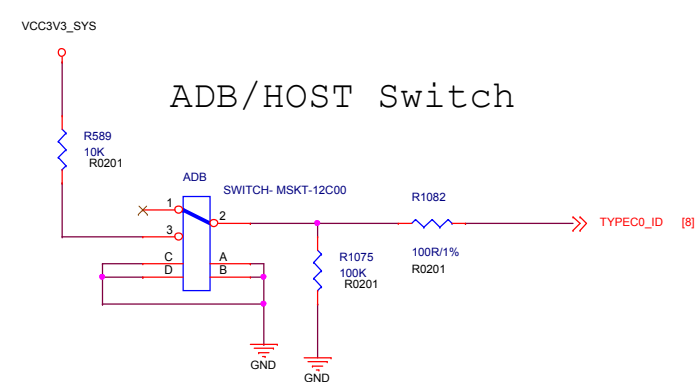 VCC3V3_SYS
ADB/HOST Switch
R589
10K
R0201
ADB
SWITCH- MSKT-12C00
R1082
1
2
TYPEC0_ID [8]
3
100R/1%
R0201
R1075
100K
R0201
C A
D B
GND
GND